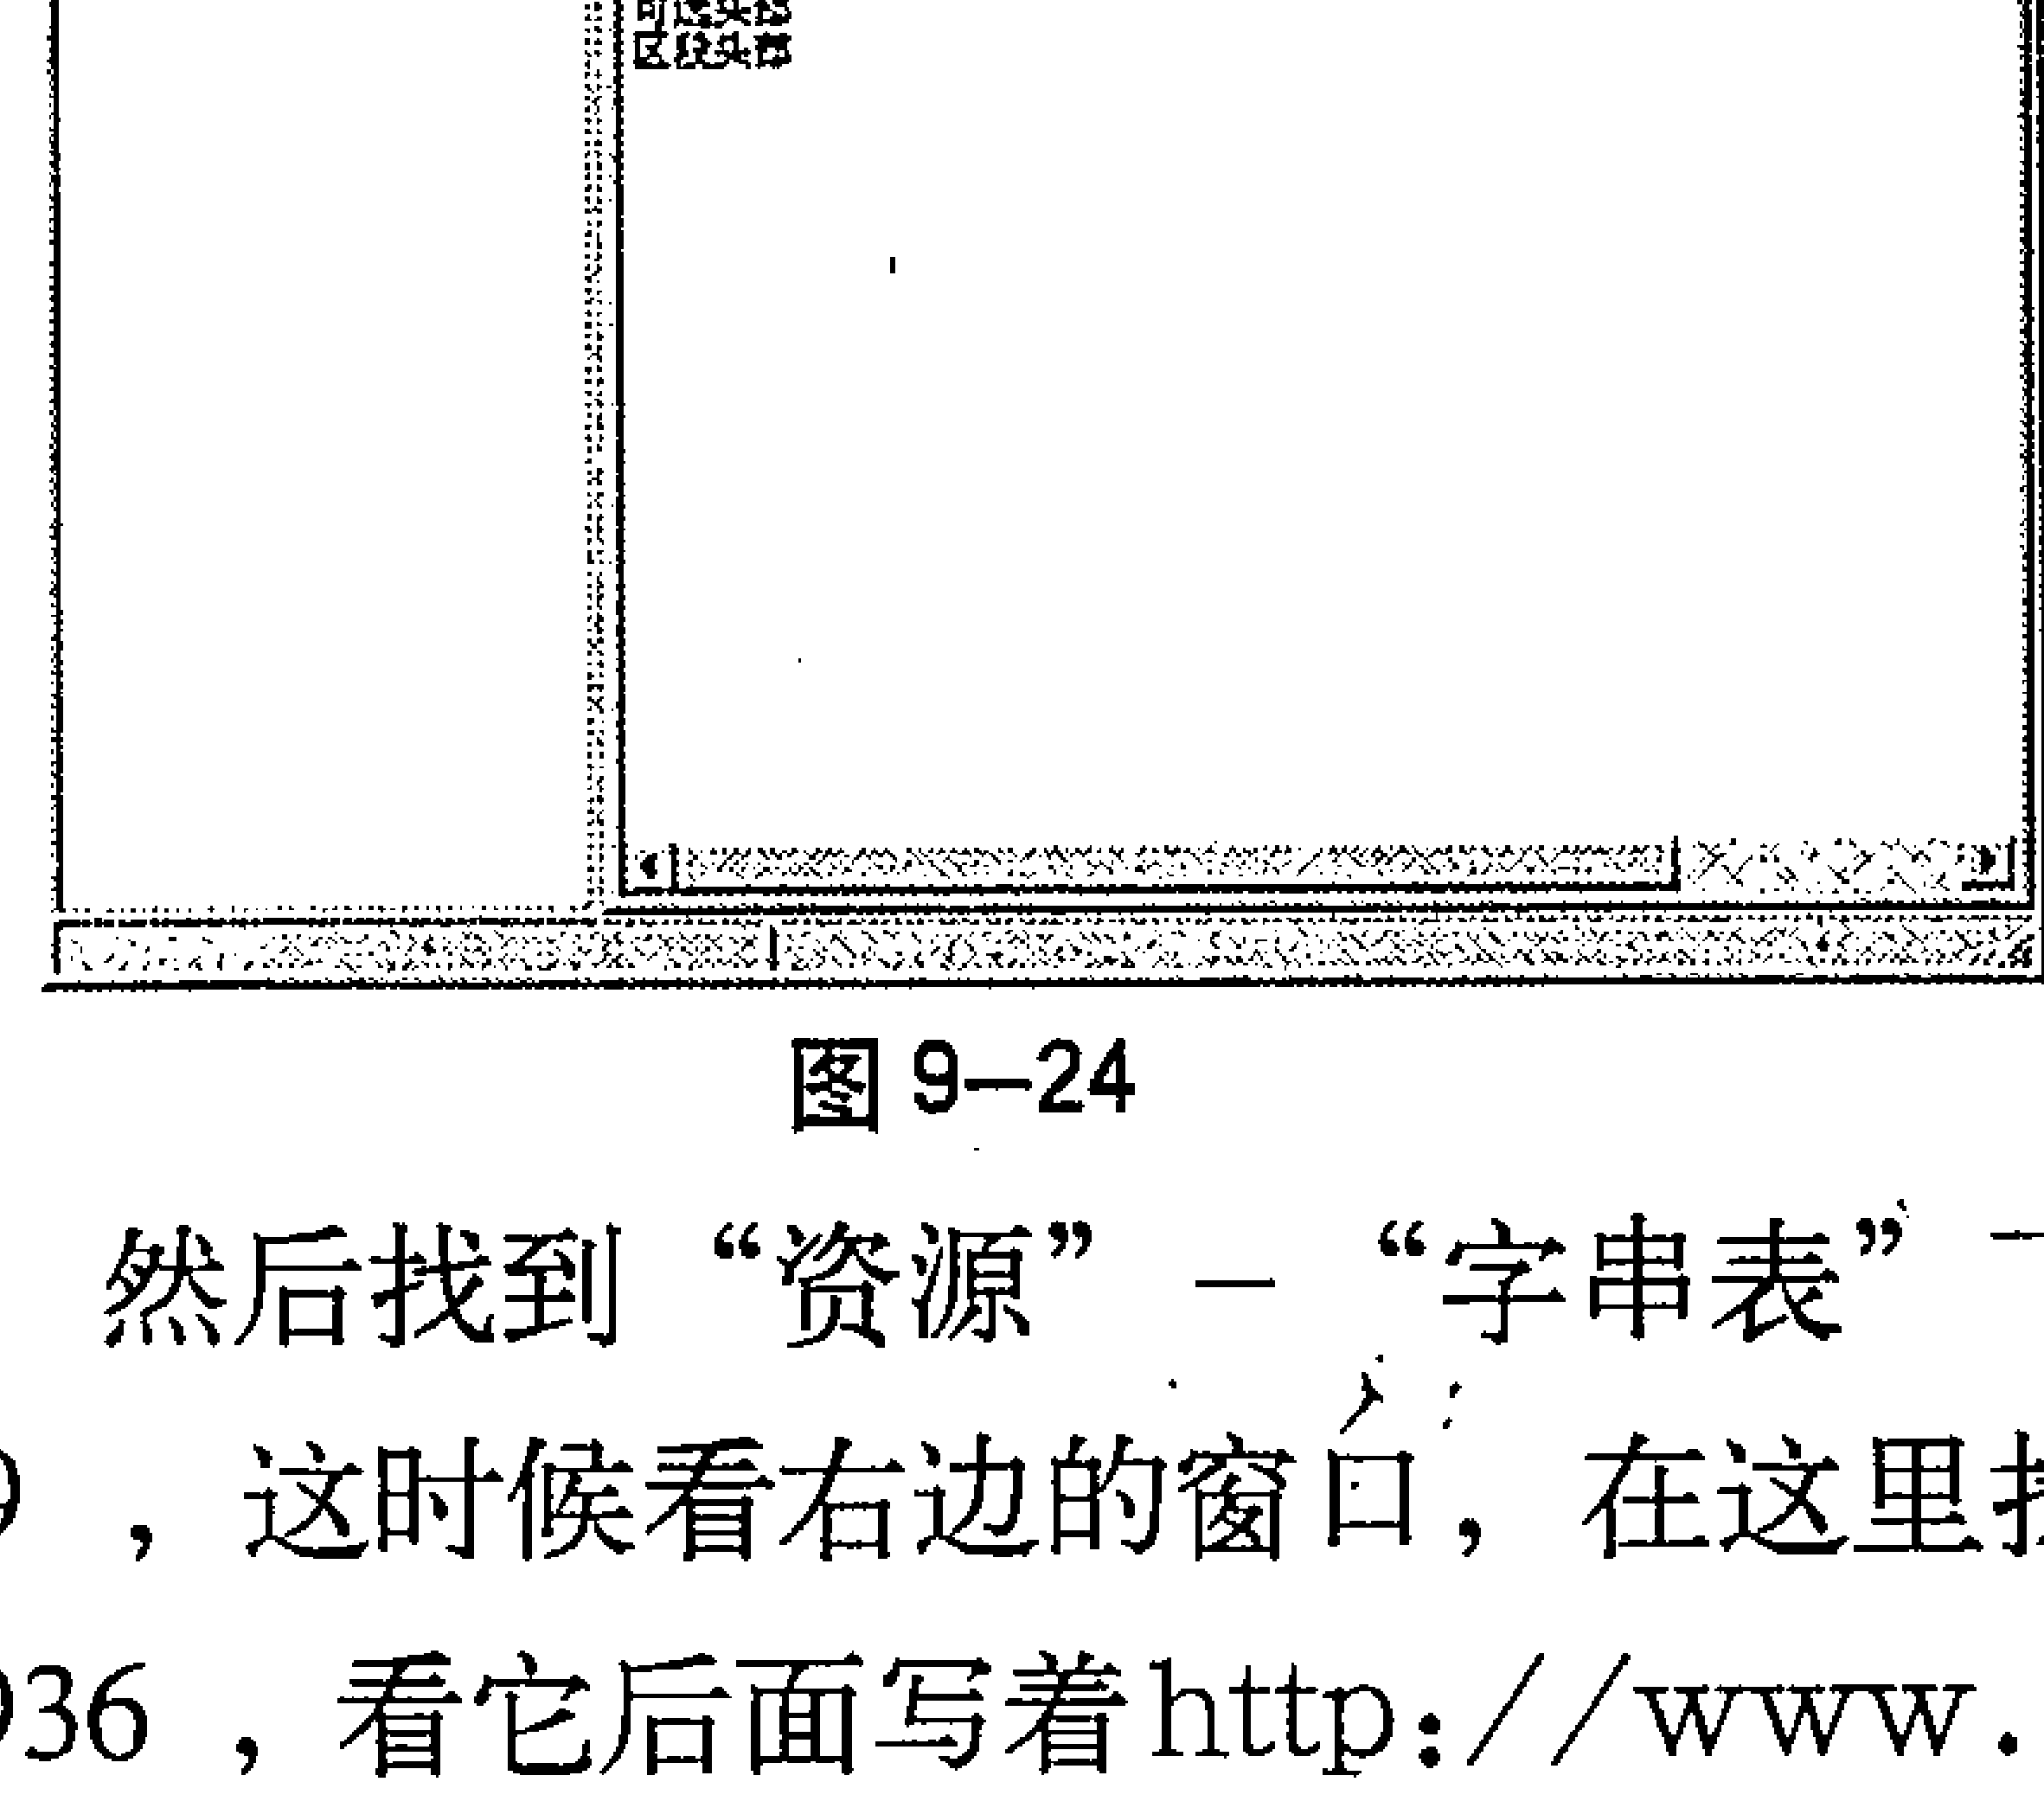 可选头部
区段头部
图 9—24
然后找到 “资源” － “字串表”
9 ，这时候看右边的窗口，在这里
936 ，看它后面写着http://www.